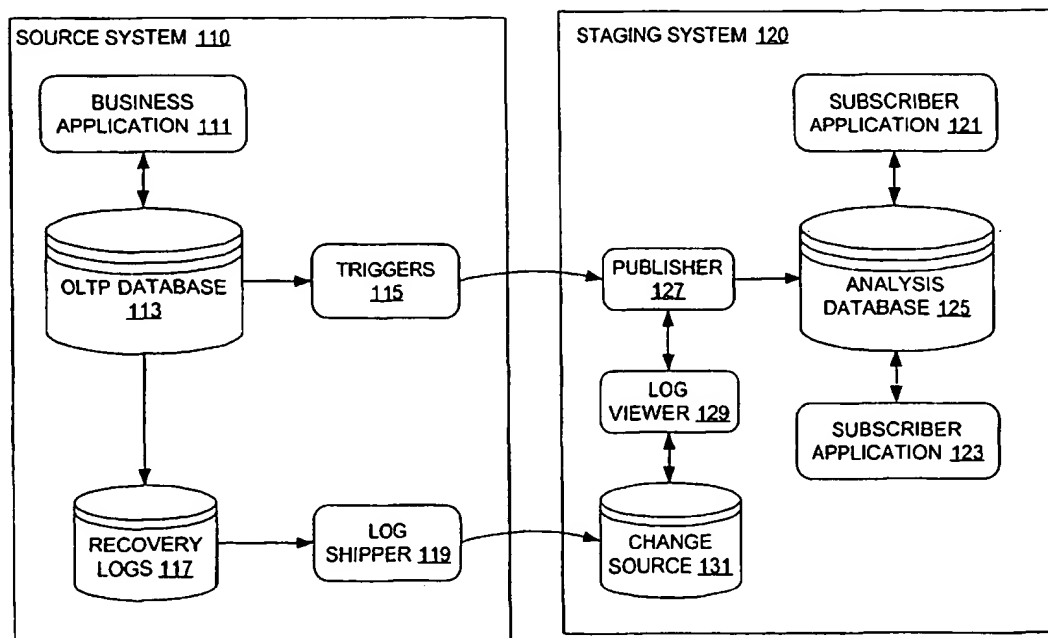 SOURCE SYSTEM 110
BUSINESS
APPLICATION 111
OLTP DATABASE
113
TRIGGERS
115
RECOVERY
LOGS 117
LOG
SHIPPER 119
STAGING SYSTEM 120
SUBSCRIBER
APPLICATION 121
PUBLISHER
127
ANALYSIS
DATABASE 125
LOG
VIEWER 129
SUBSCRIBER
APPLICATION 123
CHANGE
SOURCE 131